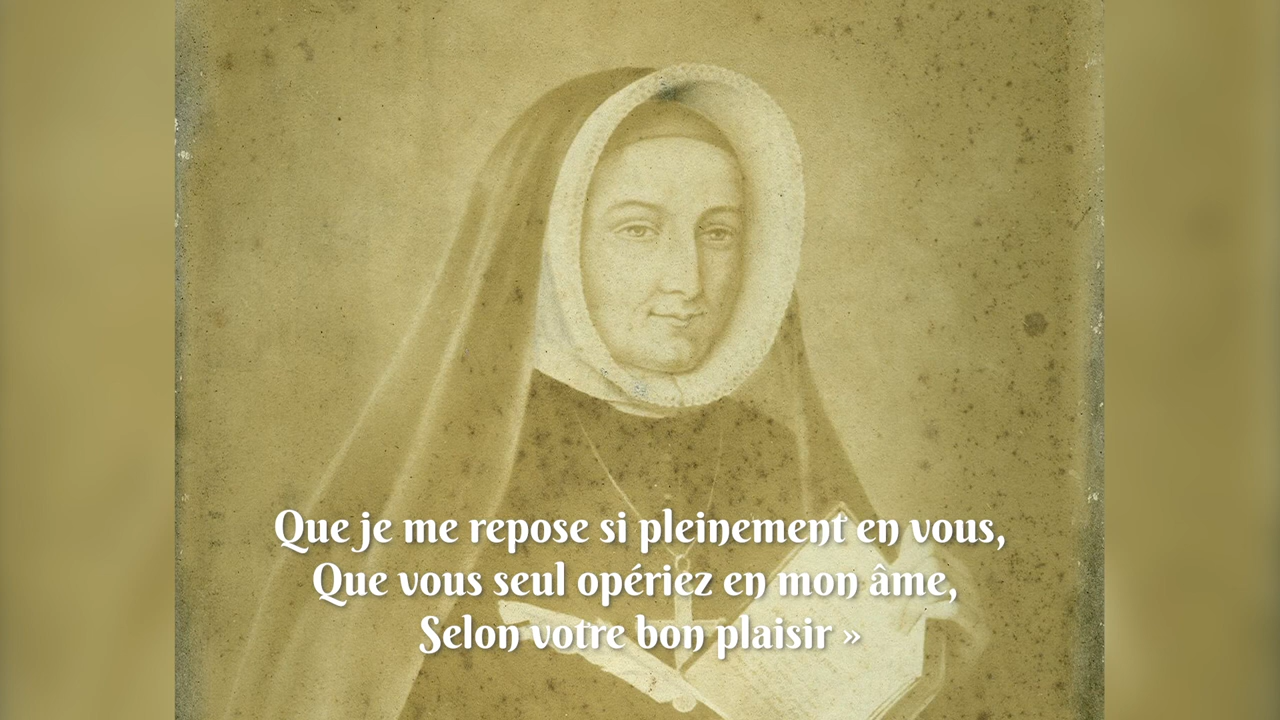 Que je me repose si pleinement en vous,
Que vous seul opériez en mon âme,
Selon votre bon plaisir »